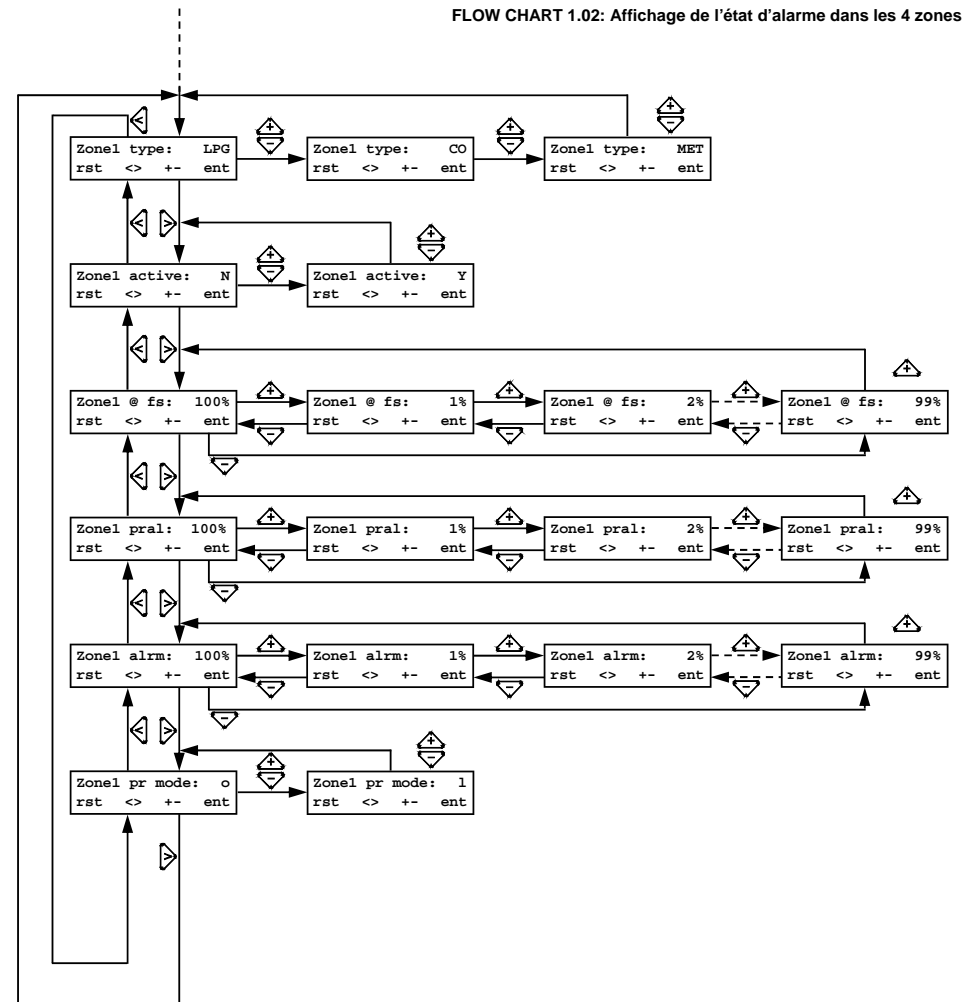 FLOW CHART 1.02: Affichage de l'état d'alarme dans les 4 zones
< + - + - + -
Zone1 type: LPG
rst <> +- ent
Zone1 type: CO
rst <> +- ent
Zone1 type: MET
rst <> +- ent
< > + - + -
Zone1 active: N
rst <> +- ent
Zone1 active: Y
rst <> +- ent
< > + + + +
Zone1 @ fs: 100%
rst <> +- ent
Zone1 @ fs: 1%
rst <> +- ent
Zone1 @ fs: 2%
rst <> +- ent
Zone1 @ fs: 99%
rst <> +- ent
- - - -
< > + + + +
Zone1 pral: 100%
rst <> +- ent
Zone1 pral: 1%
rst <> +- ent
Zone1 pral: 2%
rst <> +- ent
Zone1 pral: 99%
rst <> +- ent
- - - -
< > + + + +
Zone1 alrm: 100%
rst <> +- ent
Zone1 alrm: 1%
rst <> +- ent
Zone1 alrm: 2%
rst <> +- ent
Zone1 alrm: 99%
rst <> +- ent
- - - -
< > + - + -
Zone1 pr mode: o
rst <> +- ent
Zone1 pr mode: l
rst <> +- ent
>